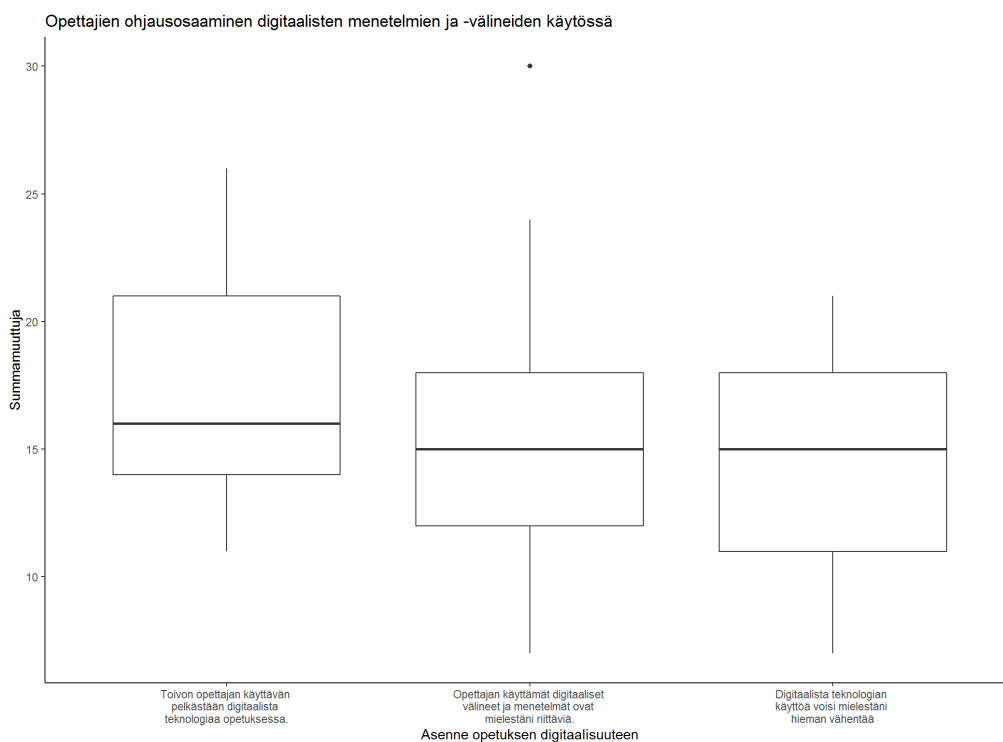 Opettajien ohjausosaaminen digitaalisten menetelmien ja -välineiden käytössä
30
25
20
15
10
Summamuuttuja
Toivon opettajan käyttävän
pelkästään digitaalista
teknologiaa opetuksessa.
Opettajan käyttämät digitaaliset
välineet ja menetelmät ovat
mielestäni riittäviä.
Digitaalista teknologian
käyttöä voisi mielestäni
hieman vähentää
Asenne opetuksen digitaalisuuteen